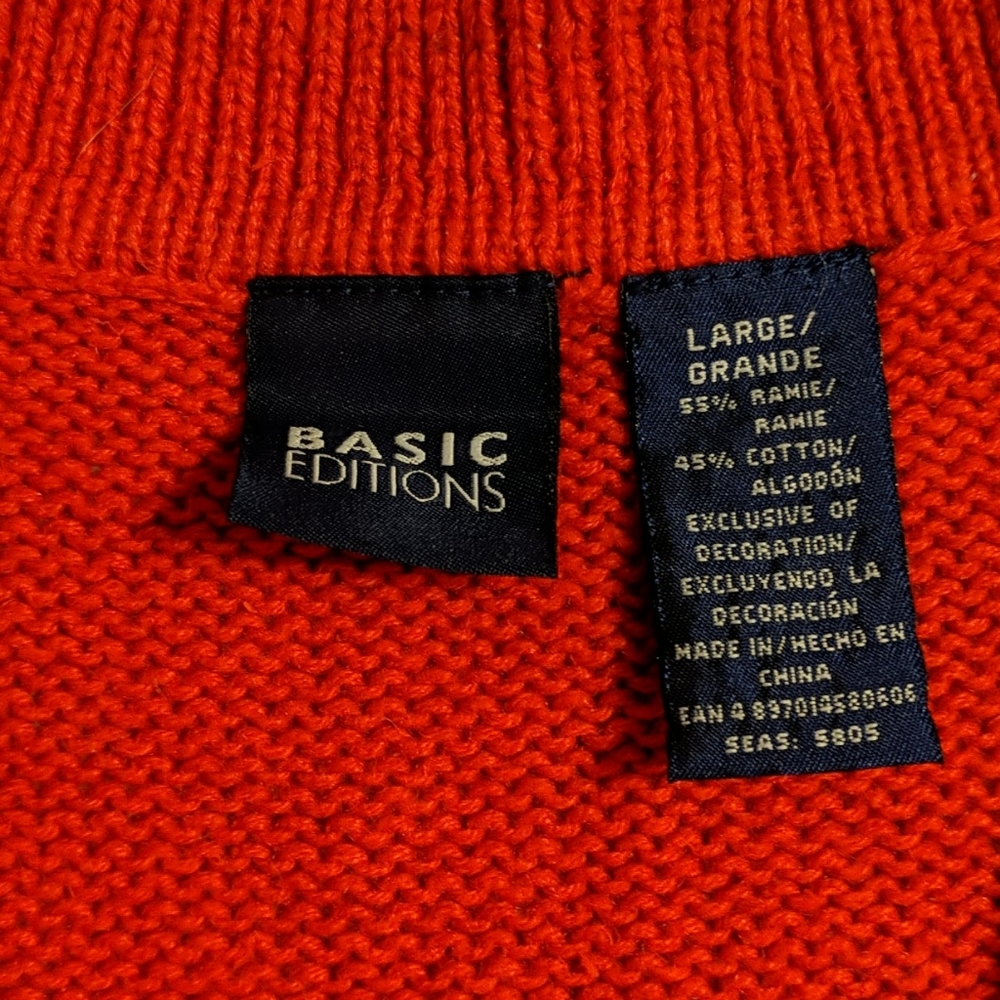 BASIC
EDITIONS
LARGE/
GRANDE
55% RAMIE/
RAMIE
45% COTTON/
ALGODÓN
EXCLUSIVE OF
DECORATION/
EXCLUYENDO LA
DECORACIÓN
MADE IN/HECHO EN
CHINA
EAN 4 897014580606
SEAS: 5805